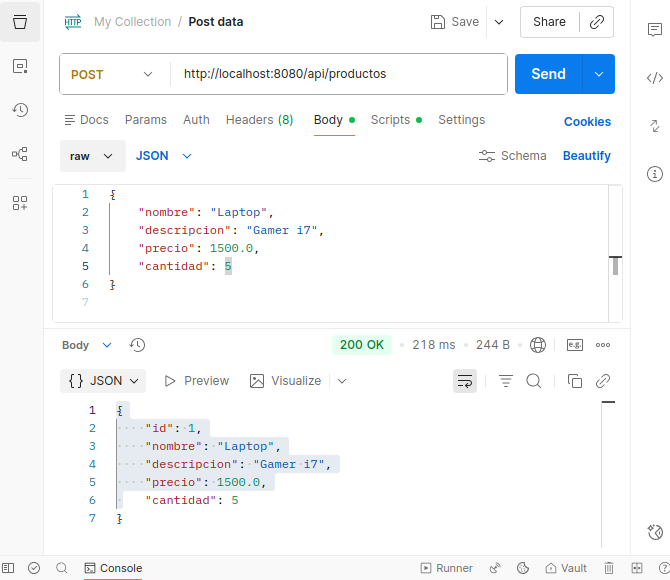 HTTP My Collection / Post data Save Share
POST http://localhost:8080/api/productos Send
Docs Params Auth Headers (8) Body Scripts Settings Cookies
raw JSON Schema Beautify
1 {
2 "nombre": "Laptop",
3 "descripcion": "Gamer i7",
4 "precio": 1500.0,
5 "cantidad": 5
6 }
7
Body 200 OK 218 ms 244 B e.g.
{} JSON Preview Visualize
1 {
2 "id": 1,
3 "nombre": "Laptop",
4 "descripcion": "Gamer i7",
5 "precio": 1500.0,
6 "cantidad": 5
7 }
Console Runner Vault